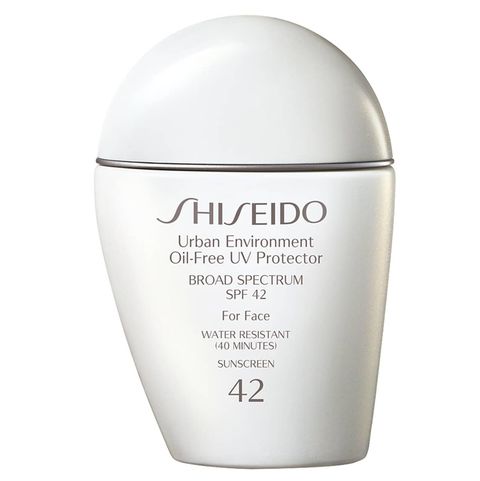 SHISEIDO
Urban Environment
Oil-Free UV Protector
BROAD SPECTRUM
SPF 42
For Face
WATER RESISTANT
(40 MINUTES)
SUNSCREEN
42